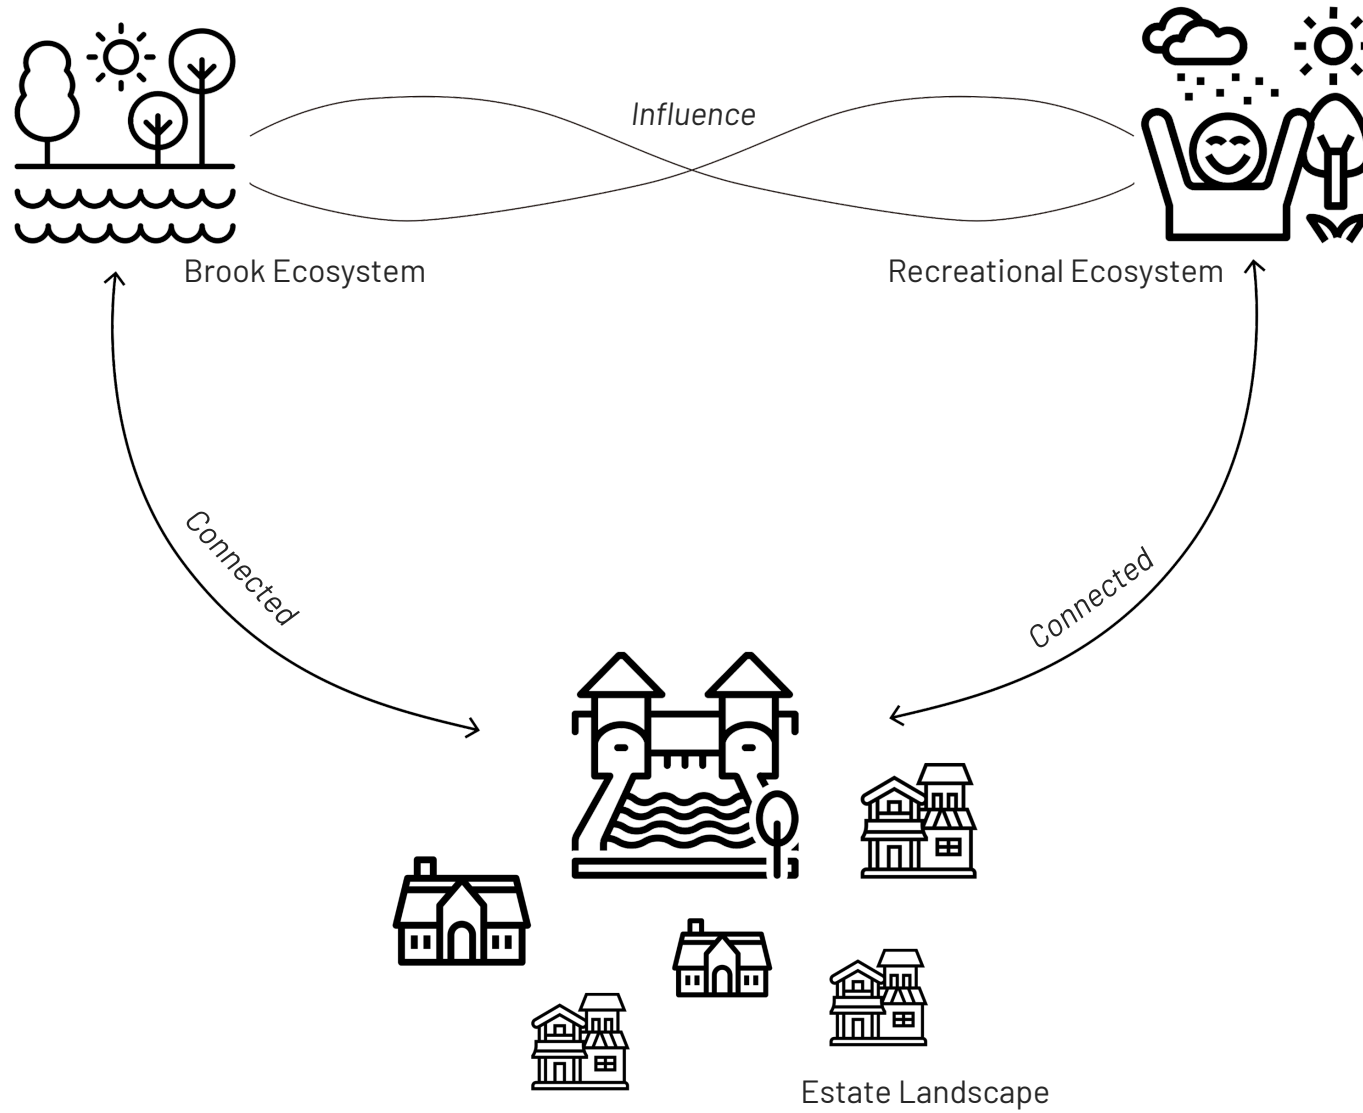 Influence
Brook Ecosystem
Recreational Ecosystem
Connected
Connected
Estate Landscape